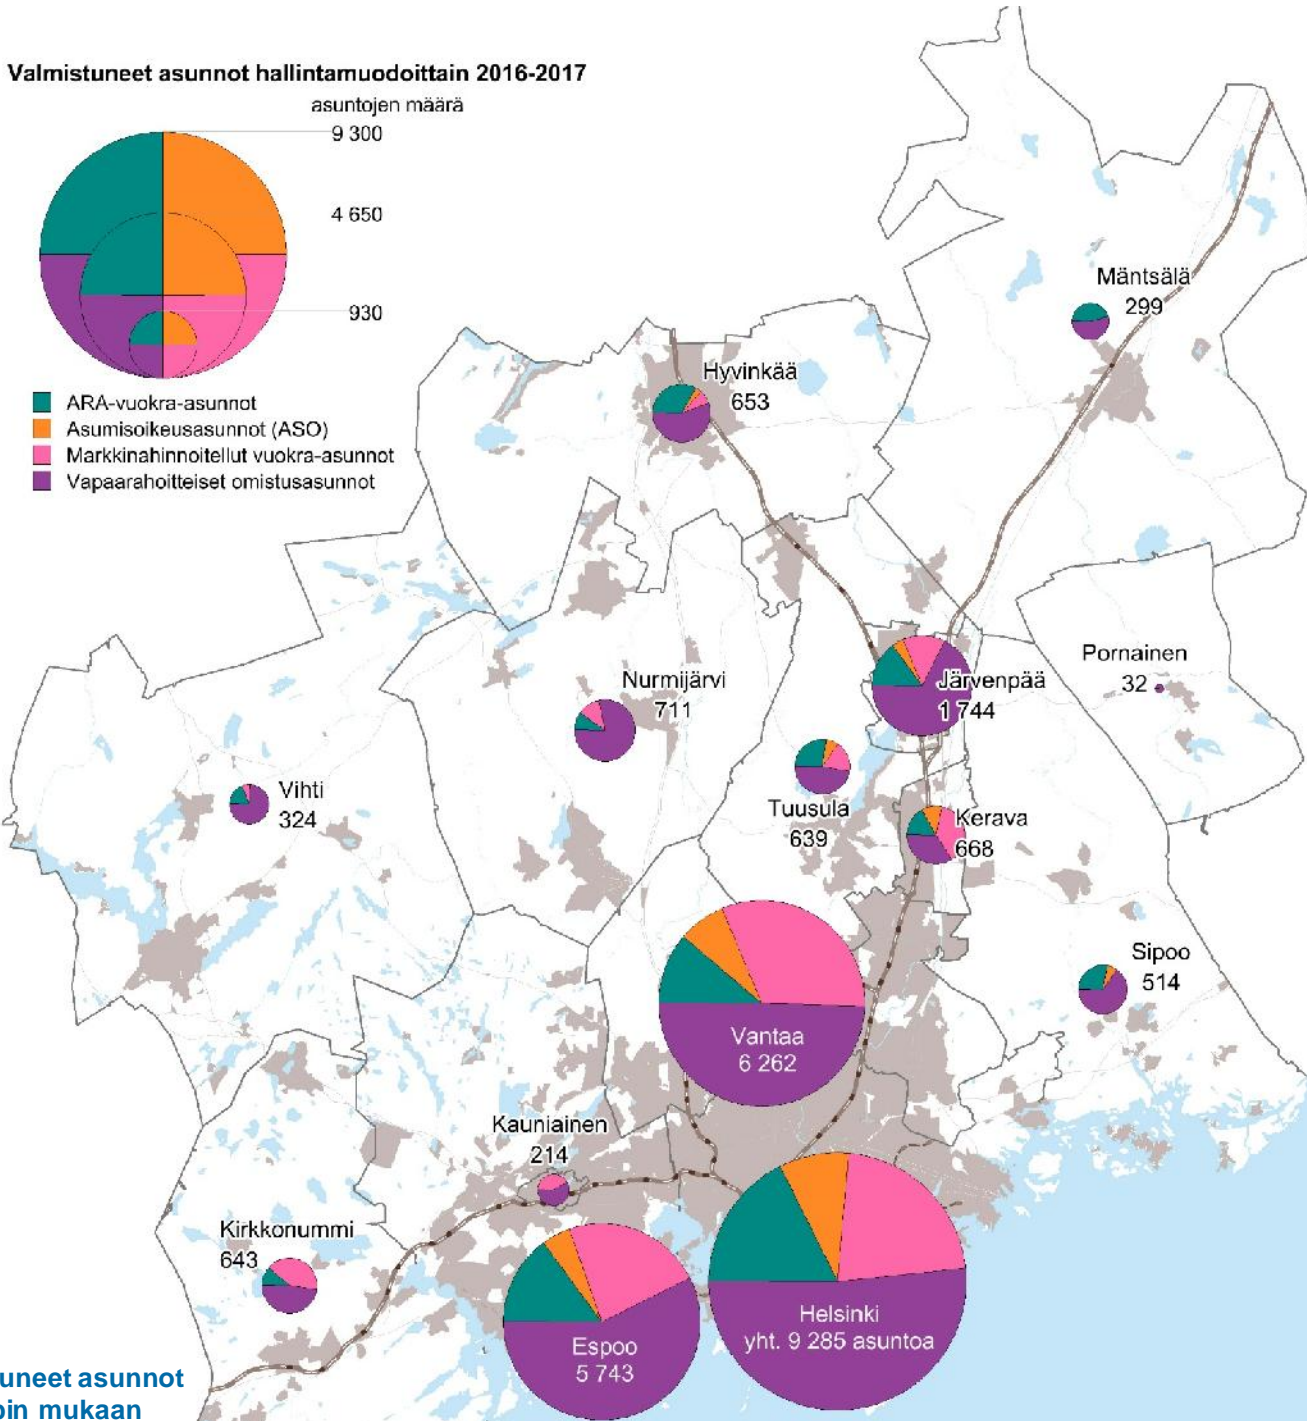 Valmistuneet asunnot hallintamuodoittain 2016-2017
asuntojen määrä
9 300
4 650
930
ARA-vuokra-asunnot
Asumisoikeusasunnot (ASO)
Markkinahinnoitellut vuokra-asunnot
Vapaarahoitteiset omistusasunnot
Mäntsälä
299
Hyvinkää
653
Pornainen
32
Nurmijärvi
711
Järvenpää
1 744
Vihti
324
Tuusula
639
Kerava
668
Sipoo
514
Vantaa
6 262
Kauniainen
214
Kirkkonummi
643
Helsinki
yht. 9 285 asuntoa
Espoo
5 743
uneet asunnot
oin mukaan